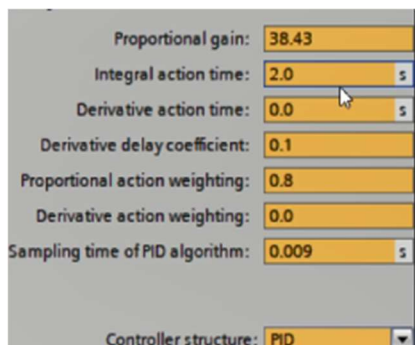 Proportional gain: 38.43
Integral action time: 2.0 s
Derivative action time: 0.0 s
Derivative delay coefficient: 0.1
Proportional action weighting: 0.8
Derivative action weighting: 0.0
Sampling time of PID algorithm: 0.009 s
Controller structure: PID